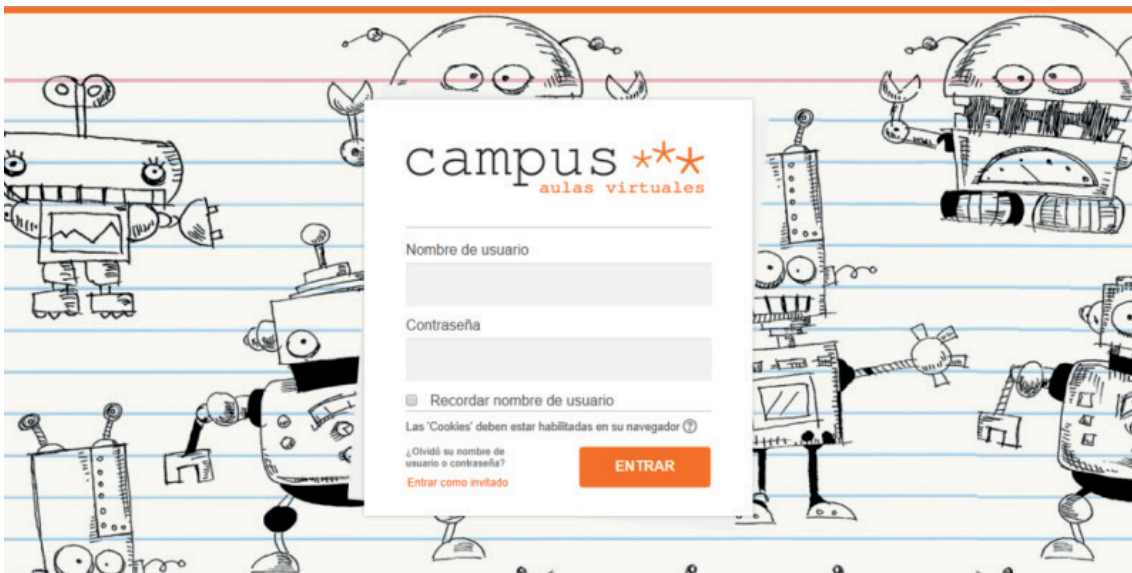 campus ***
aulas virtuales
Nombre de usuario
Contraseña
Recordar nombre de usuario
Las 'Cookies' deben estar habilitadas en su navegador ?
¿Olvidó su nombre de
usuario o contraseña?
Entrar como invitado
ENTRAR